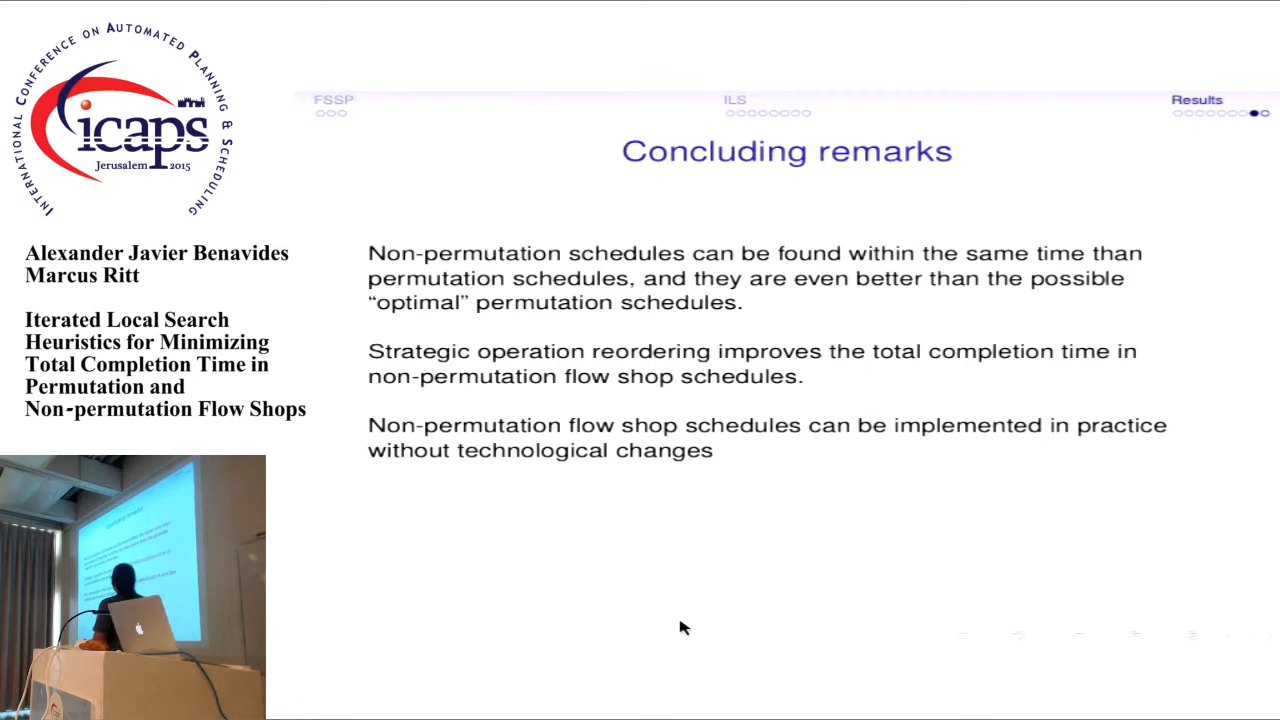 INTERNATIONAL CONFERENCE ON AUTOMATED PLANNING & SCHEDULING
icaps
Jerusalem 2015
Alexander Javier Benavides
Marcus Ritt
Iterated Local Search
Heuristics for Minimizing
Total Completion Time in
Permutation and
Non-permutation Flow Shops
FSSP
ILS
Results
Concluding remarks
Non-permutation schedules can be found within the same time than
permutation schedules, and they are even better than the possible
“optimal” permutation schedules.
Strategic operation reordering improves the total completion time in
non-permutation flow shop schedules.
Non-permutation flow shop schedules can be implemented in practice
without technological changes
Concluding remarks